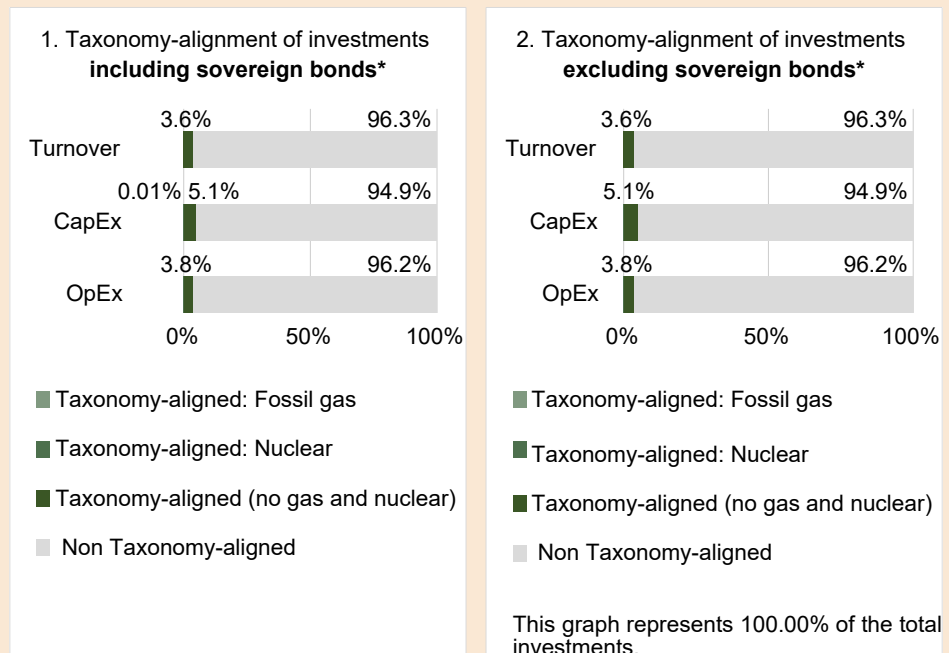 1. Taxonomy-alignment of investments
including sovereign bonds*
3.6% 96.3%
Turnover
0.01% 5.1% 94.9%
CapEx
3.8% 96.2%
OpEx
0% 50% 100%
Taxonomy-aligned: Fossil gas
Taxonomy-aligned: Nuclear
Taxonomy-aligned (no gas and nuclear)
Non Taxonomy-aligned
2. Taxonomy-alignment of investments
excluding sovereign bonds*
3.6% 96.3%
Turnover
5.1% 94.9%
CapEx
3.8% 96.2%
OpEx
0% 50% 100%
Taxonomy-aligned: Fossil gas
Taxonomy-aligned: Nuclear
Taxonomy-aligned (no gas and nuclear)
Non Taxonomy-aligned
This graph represents 100.00% of the total
investments.